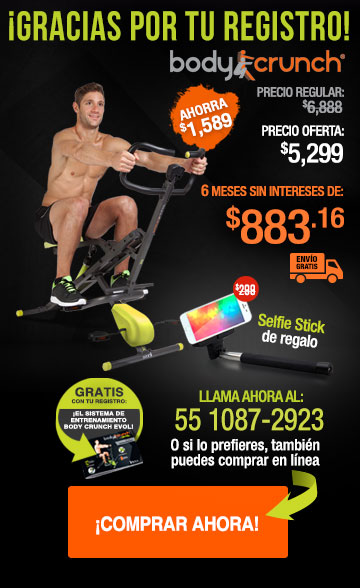 ¡GRACIAS POR TU REGISTRO!
body crunch®
PRECIO REGULAR:
$6,888
AHORRA
$1,589
PRECIO OFERTA:
$5,299
6 MESES SIN INTERESES DE:
$883.16
ENVÍO
GRATIS
$299
Selfie Stick
de regalo
GRATIS
CON TU REGISTRO:
¡EL SISTEMA DE
ENTRENAMIENTO
BODY CRUNCH EVOL!
LLAMA AHORA AL:
55 1087-2923
O si lo prefieres, también
puedes comprar en línea
¡COMPRAR AHORA!